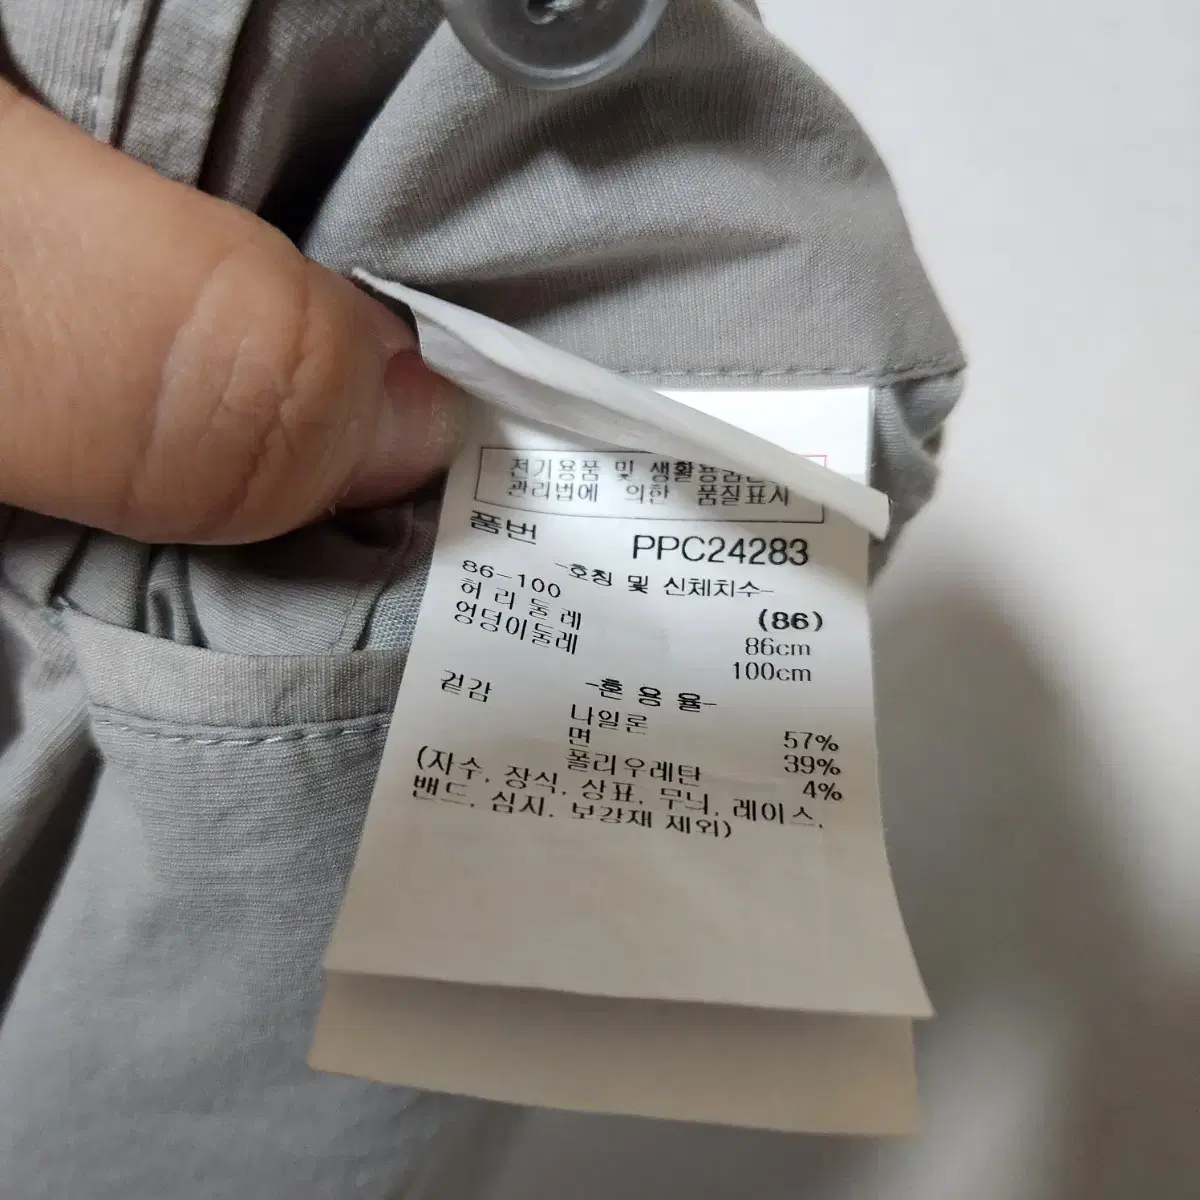 전기용품 및 생활용품
관리법에 의한 품질표시
품번 PPC24283
-호칭 및 신체치수-
86-100 (86)
허리둘레 86cm
엉덩이둘레 100cm
-혼용율-
겉감 나일론 57%
면 39%
폴리우레탄 4%
(자수, 장식, 상표, 무늬, 레이스,
밴드, 심지, 보강재 제외)